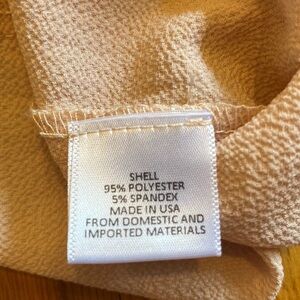 SHELL
95% POLYESTER
5% SPANDEX
MADE IN USA
FROM DOMESTIC AND
IMPORTED MATERIALS